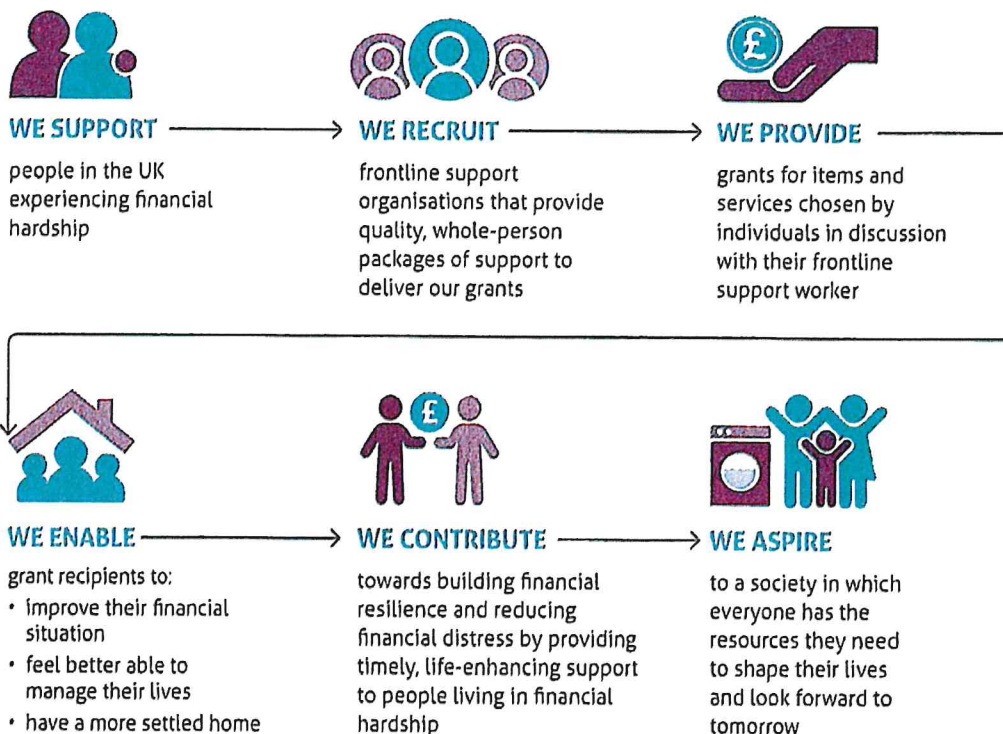 £
WE SUPPORT
people in the UK
experiencing financial
hardship
WE RECRUIT
frontline support
organisations that provide
quality, whole-person
packages of support to
deliver our grants
WE PROVIDE
grants for items and
services chosen by
individuals in discussion
with their frontline
support worker
£
WE ENABLE
grant recipients to:
• improve their financial
situation
• feel better able to
manage their lives
• have a more settled home
WE CONTRIBUTE
towards building financial
resilience and reducing
financial distress by providing
timely, life-enhancing support
to people living in financial
hardship
WE ASPIRE
to a society in which
everyone has the
resources they need
to shape their lives
and look forward to
tomorrow